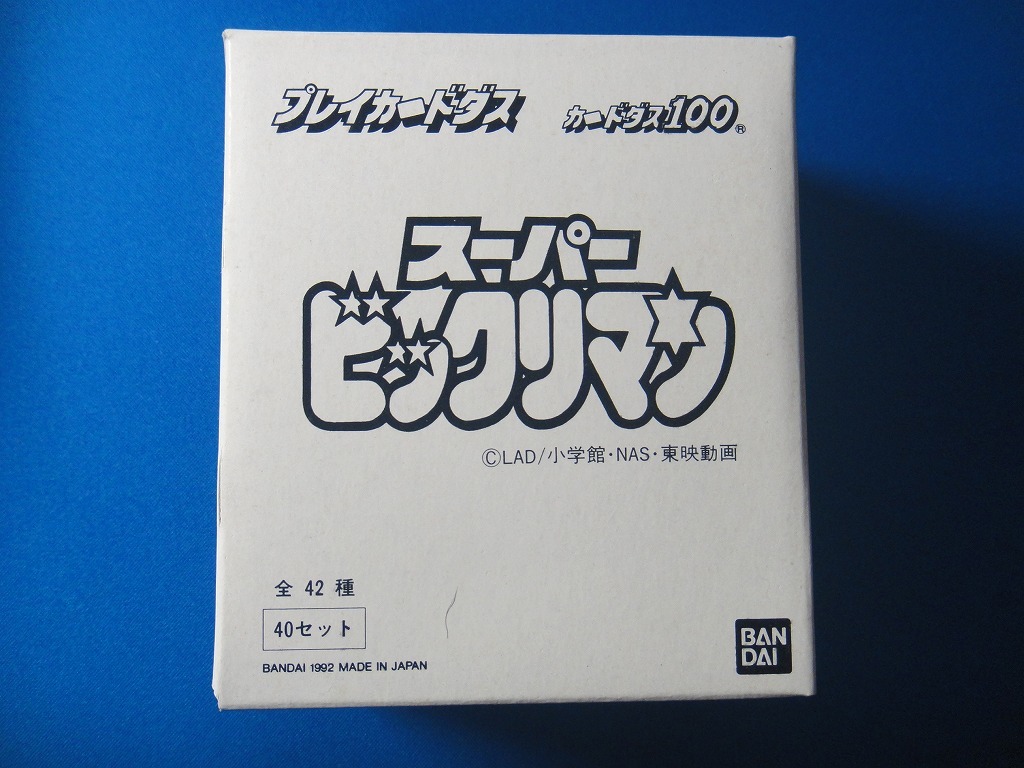 プレイカードダス カードダス100®
スーパー
ビックリマン
©LAD/小学館・NAS・東映動画
全 42 種
40セット
BANDAI 1992 MADE IN JAPAN
BAN
DAI